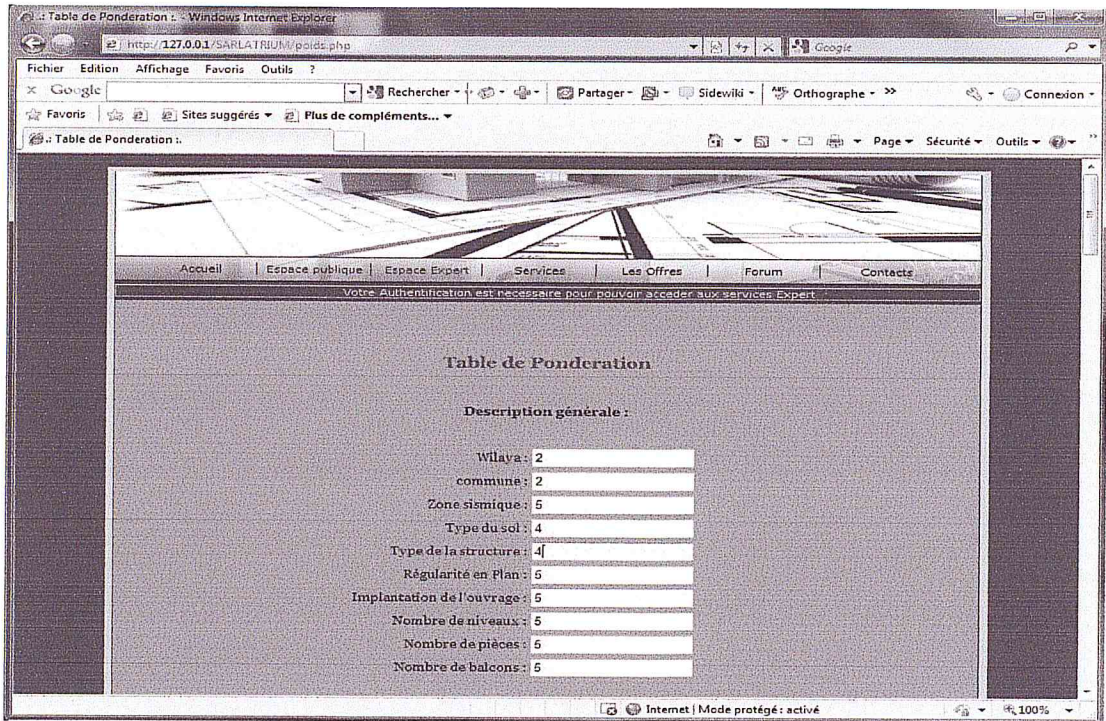 .: Table de Ponderation :. - Windows Internet Explorer
http://127.0.0.1/SARLATRIUM/poids.php
Google
Fichier Edition Affichage Favoris Outils ?
× Google Rechercher Partager Sidewiki Orthographe >> Connexion
Favoris Sites suggérés Plus de compléments...
.: Table de Ponderation :. Page Sécurité Outils
Accueil | Espace publique | Espace Expert | Services | Les Offres | Forum | Contacts
Votre Authentification est necessaire pour pouvoir acceder aux services Expert
Table de Ponderation
Description générale :
Wilaya : 2
commune : 2
Zone sismique : 5
Type du sol : 4
Type de la structure : 4
Régularité en Plan : 5
Implantation de l'ouvrage : 5
Nombre de niveaux : 5
Nombre de pièces : 5
Nombre de balcons : 5
Internet | Mode protégé : activé 100%